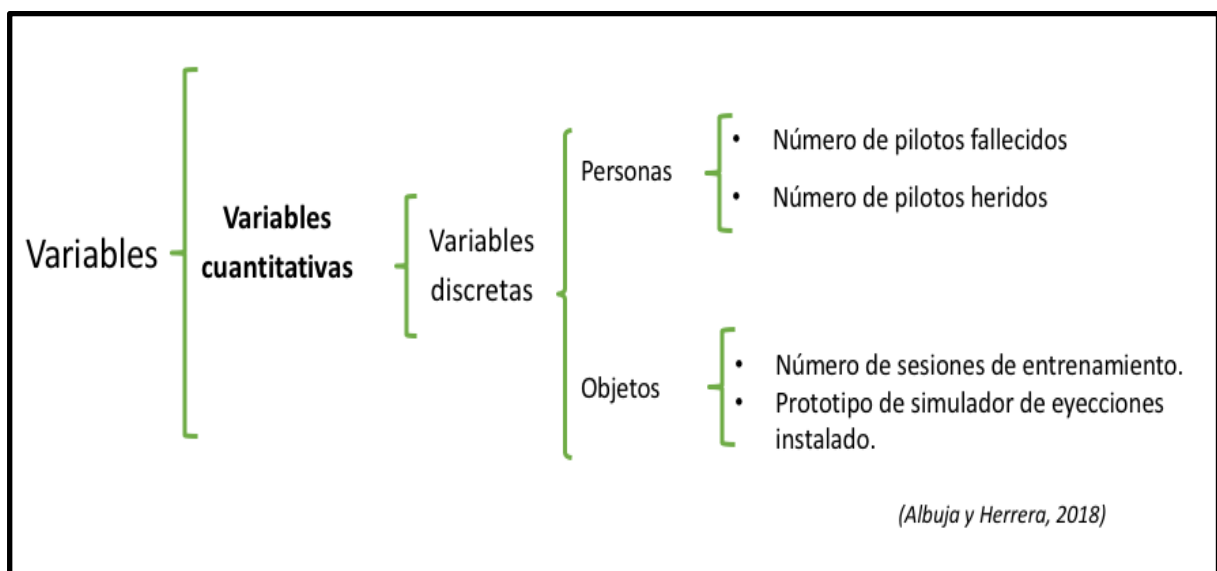 Variables
Variables
cuantitativas
Variables
discretas
Personas
• Número de pilotos fallecidos
• Número de pilotos heridos
Objetos
• Número de sesiones de entrenamiento.
• Prototipo de simulador de eyecciones
instalado.
(Albuja y Herrera, 2018)